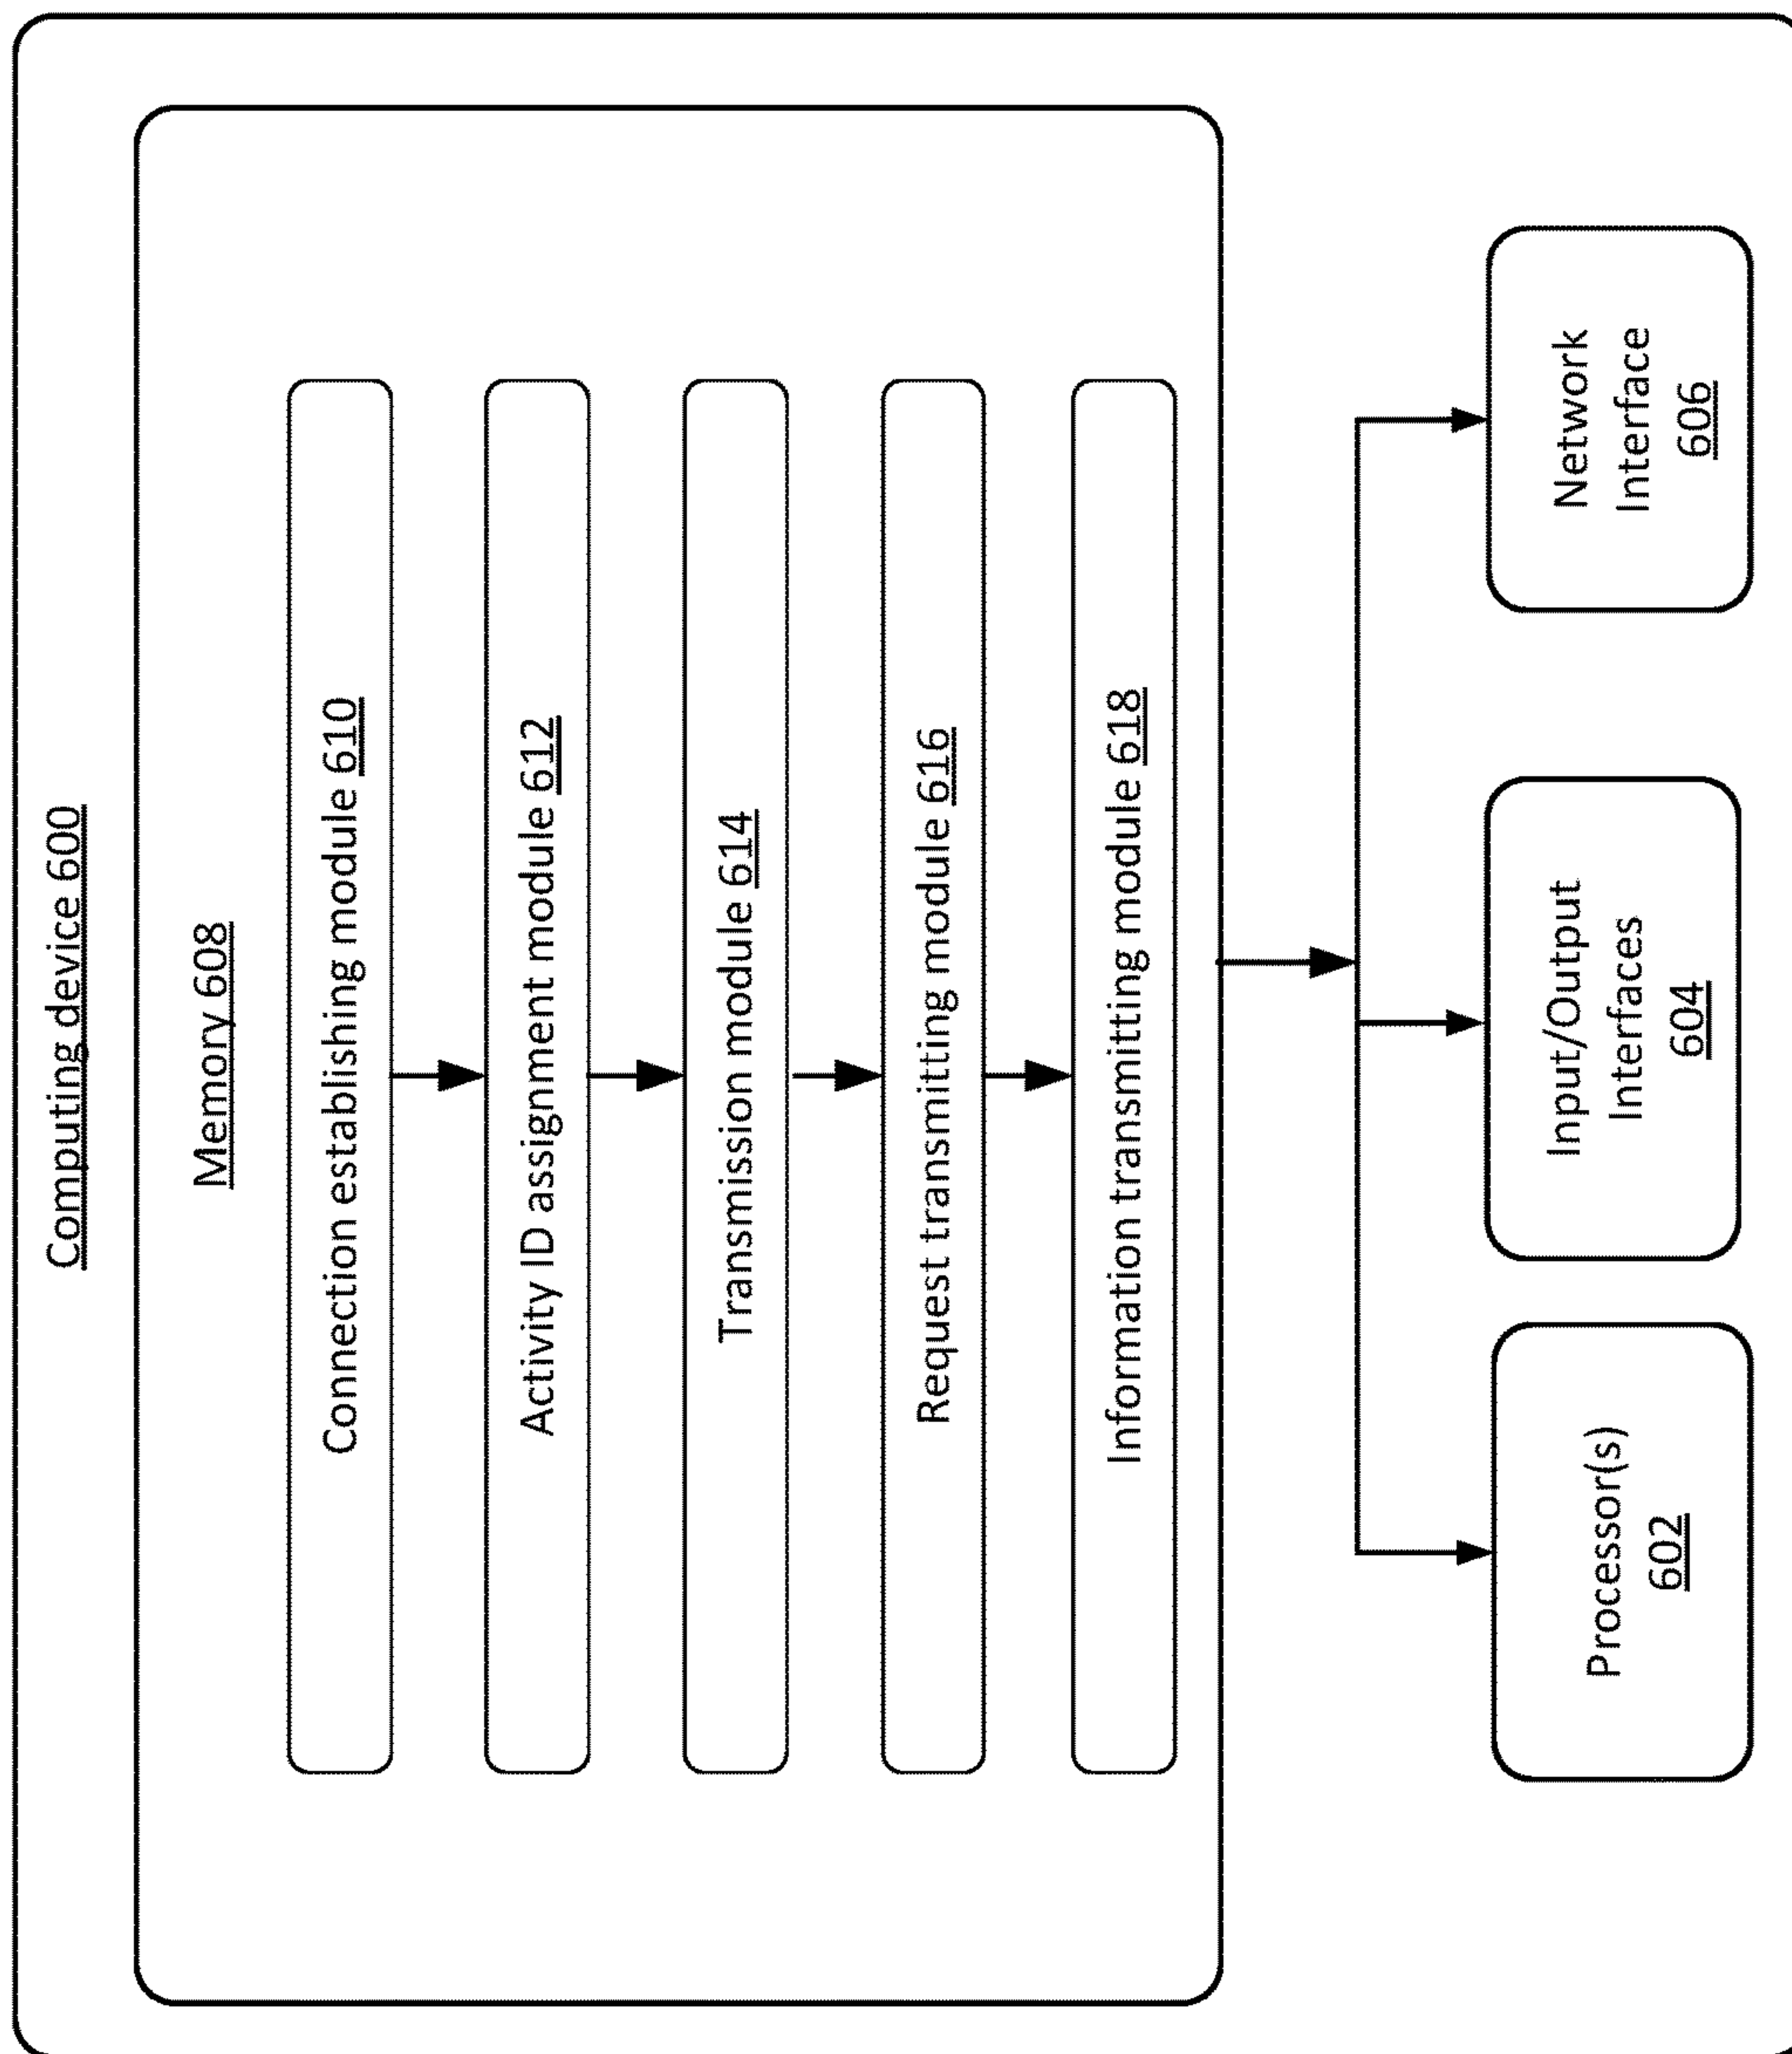 Computing device 600
Memory 608
Connection establishing module 610
Activity ID assignment module 612
Transmission module 614
Request transmitting module 616
Information transmitting module 618
Processor(s)
602
Input/Output
Interfaces
604
Network
Interface
606